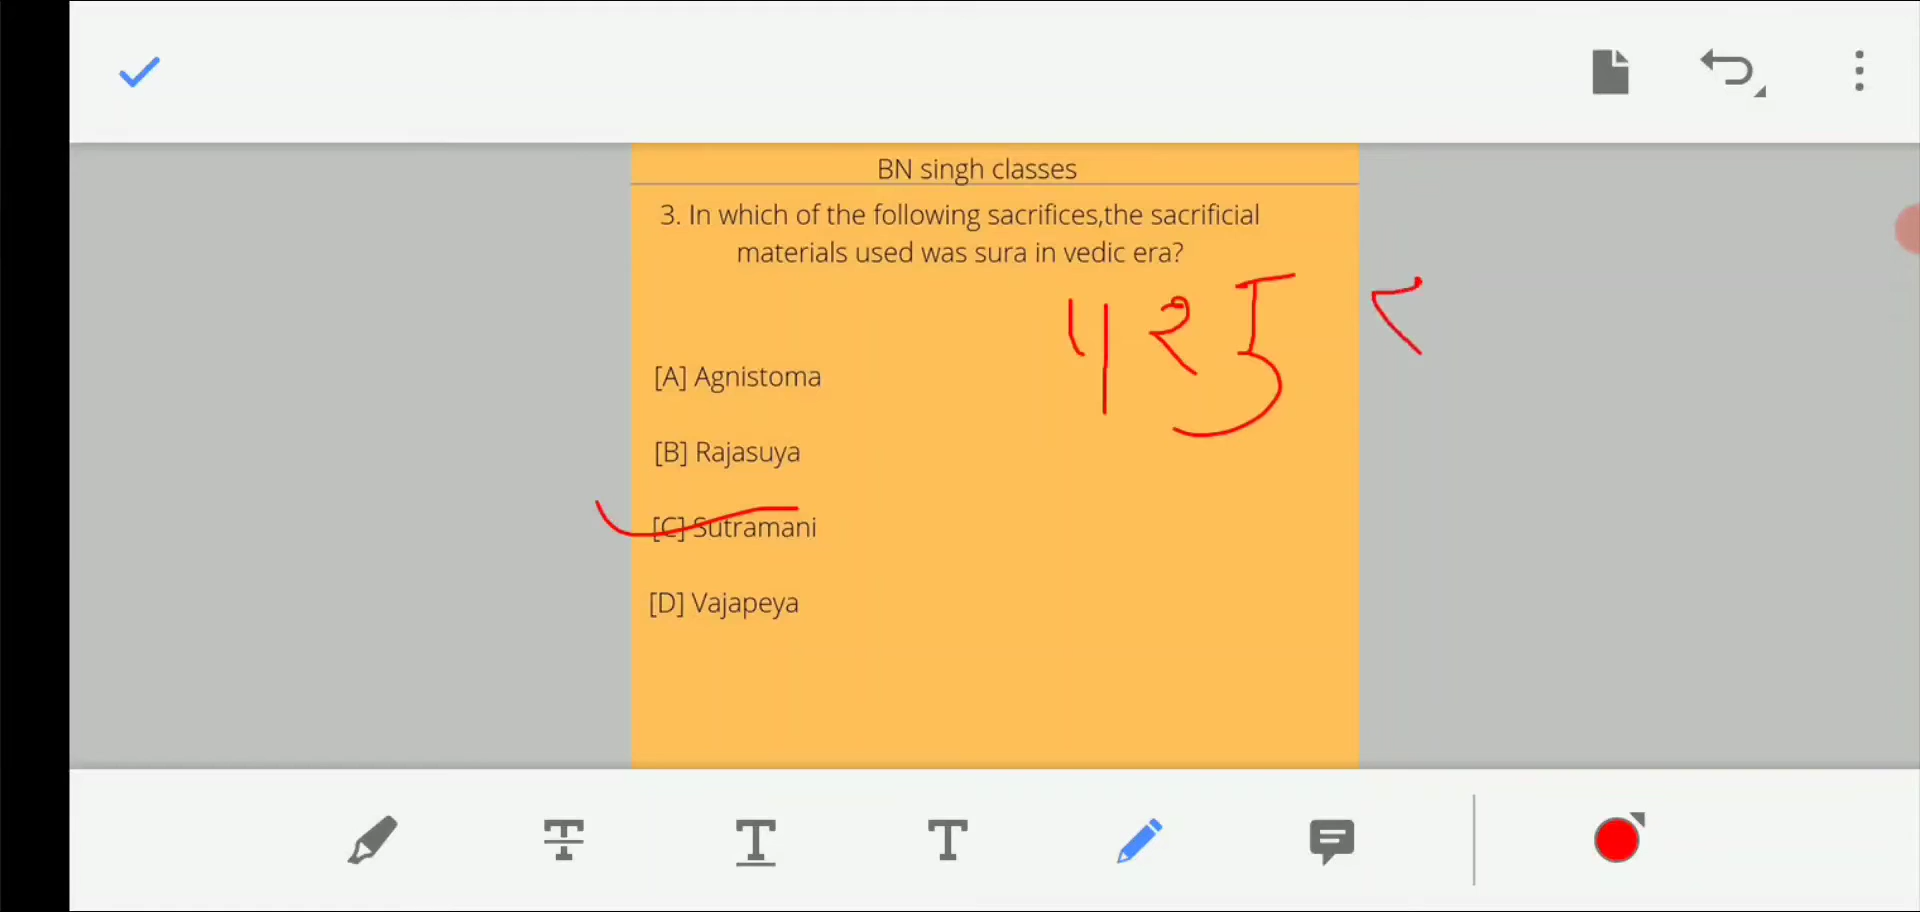 BN singh classes
3. In which of the following sacrifices,the sacrificial
materials used was sura in vedic era?
[A] Agnistoma
[B] Rajasuya
[C] Sutramani
[D] Vajapeya